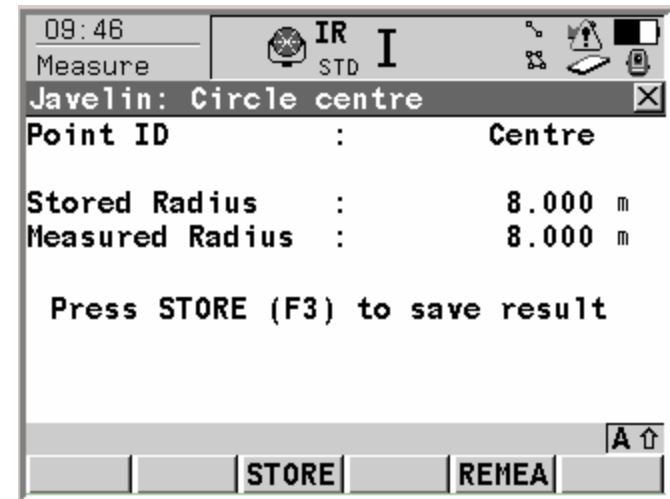 09:46
Measure
IR
STD I
Javelin: Circle centre
Point ID : Centre
Stored Radius : 8.000 m
Measured Radius : 8.000 m
Press STORE (F3) to save result
A
STORE REMEA